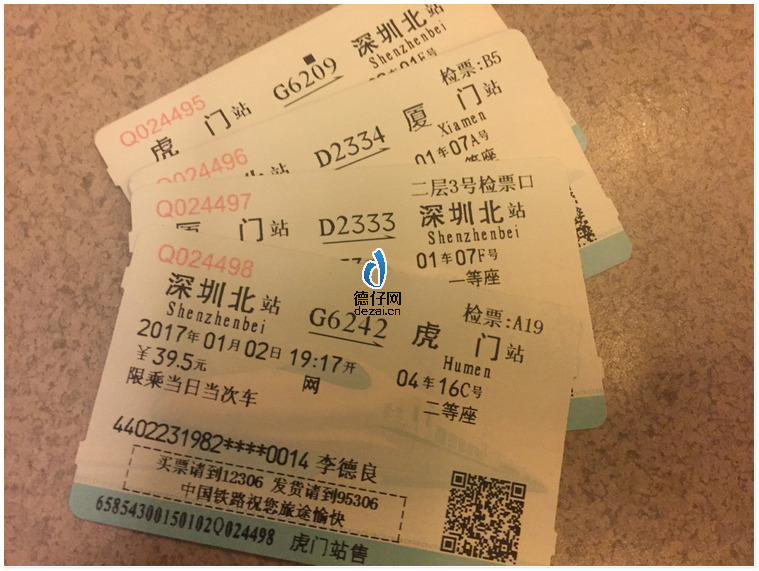 Q024495
虎 门站 G6209 深圳北站
Shenzhenbei
Q024496
检票:B5
D2334 厦 门站
Xiamen
01车07A号
Q024497
二层3号检票口
门站 D2333 深圳北站
Shenzhenbei
01车07F号
一等座
Q024498
检票:A19
深圳北站 G6242 虎 门站
Shenzhenbei Humen
2017年01月02日 19:17开 04车16C号
¥39.5元 网 二等座
限乘当日当次车
4402231982****0014 李德良
买票请到12306 发货请到95306
中国铁路祝您旅途愉快
65854300150102Q024498 虎门站售
德仔网
dezai.cn